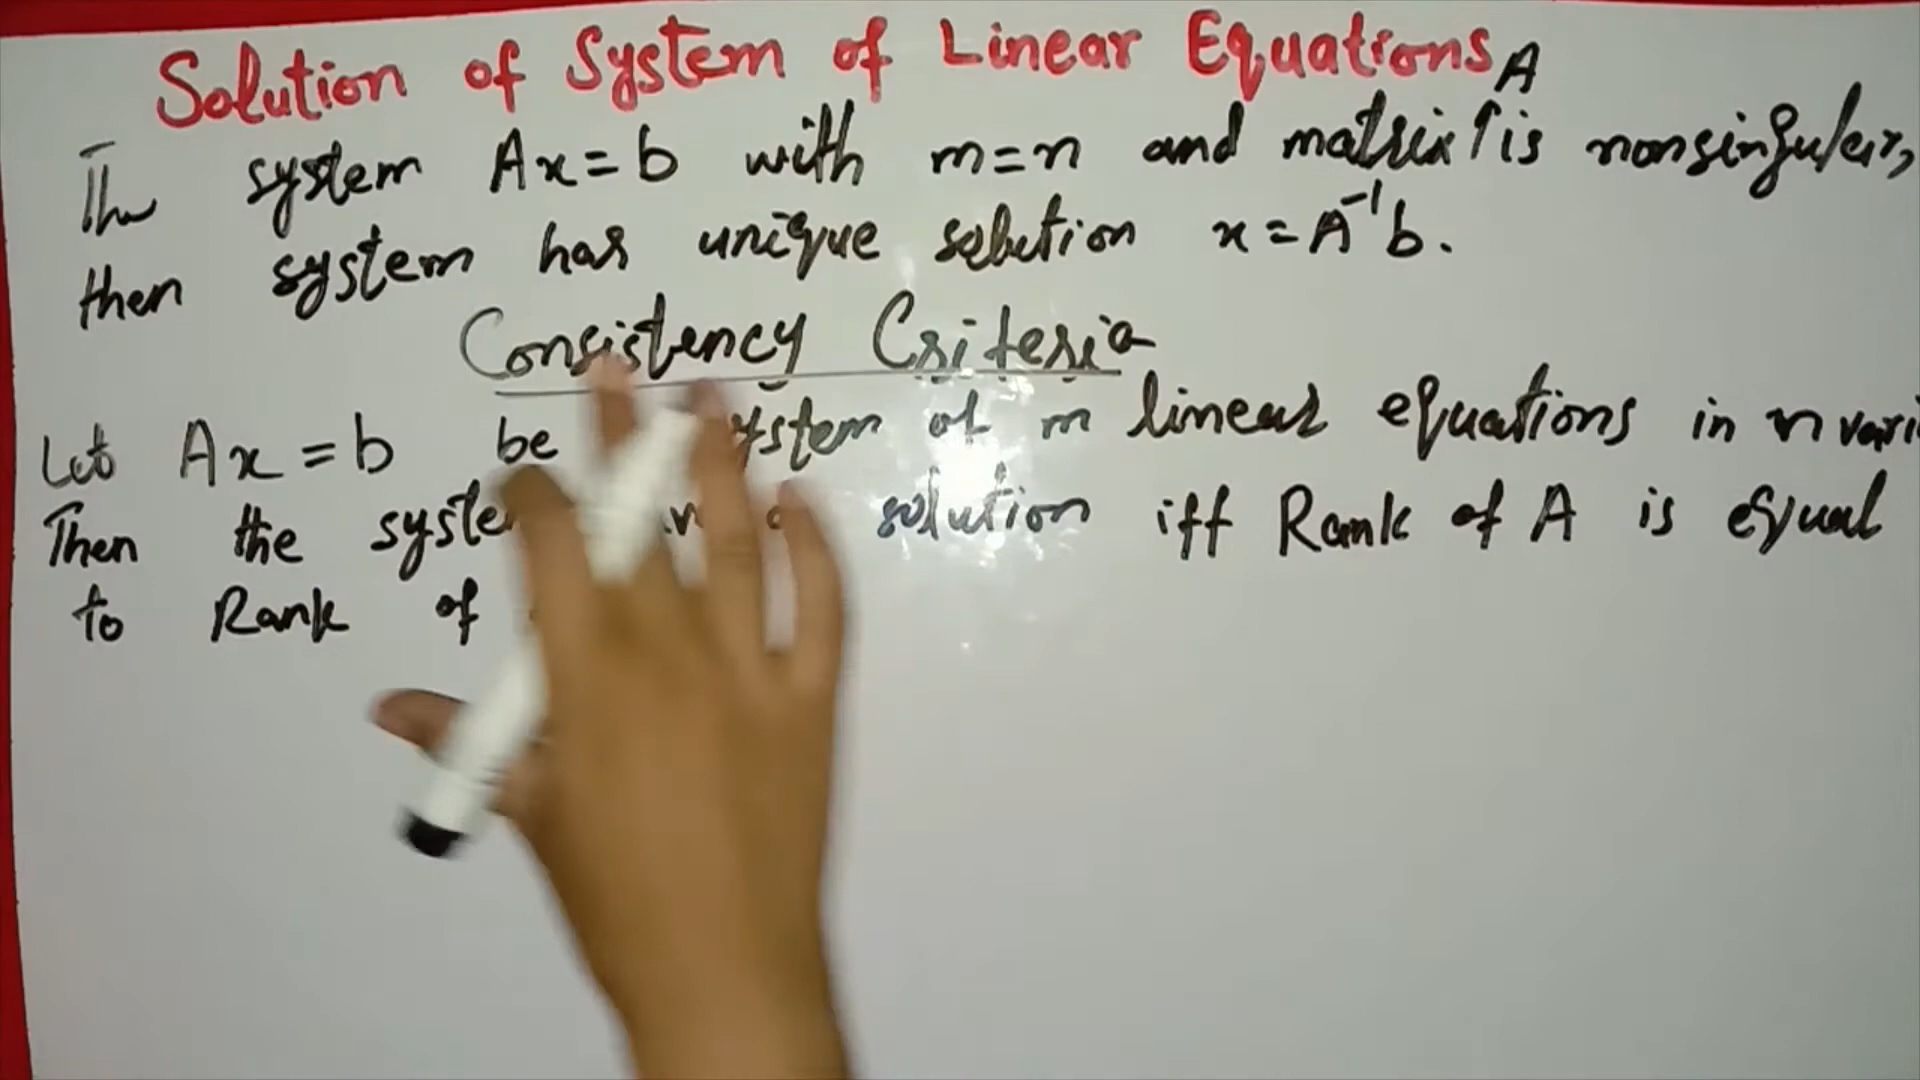 Solution of System of Linear Equations
The system Ax=b with m=n and matrix A is nonsingular,
then system has unique solution x=A⁻¹b.
Consistency Criteria
Let Ax=b be system of m linear equations in n vari
Then the system solution iff Rank of A is equal
to Rank of